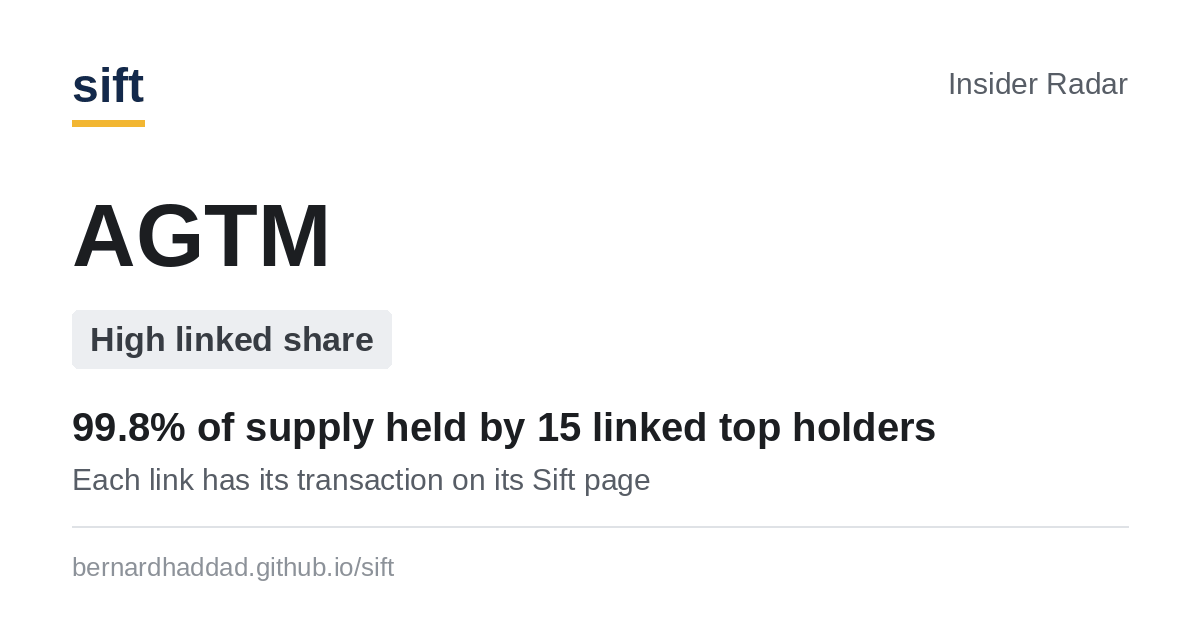 sift
Insider Radar
AGTM
High linked share
99.8% of supply held by 15 linked top holders
Each link has its transaction on its Sift page
bernardhaddad.github.io/sift